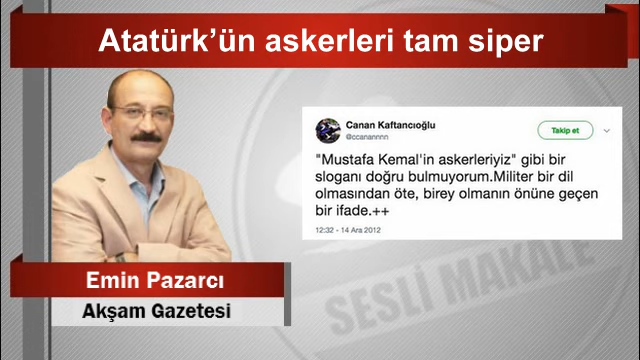 Atatürk’ün askerleri tam siper
Canan Kaftancıoğlu
@ccanannnn
Takip et
"Mustafa Kemal'in askerleriyiz" gibi bir
sloganı doğru bulmuyorum.Militer bir dil
olmasından öte, birey olmanın önüne geçen
bir ifade.++
12:32 - 14 Ara 2012
Emin Pazarcı
Akşam Gazetesi
SESLİ MAKALE